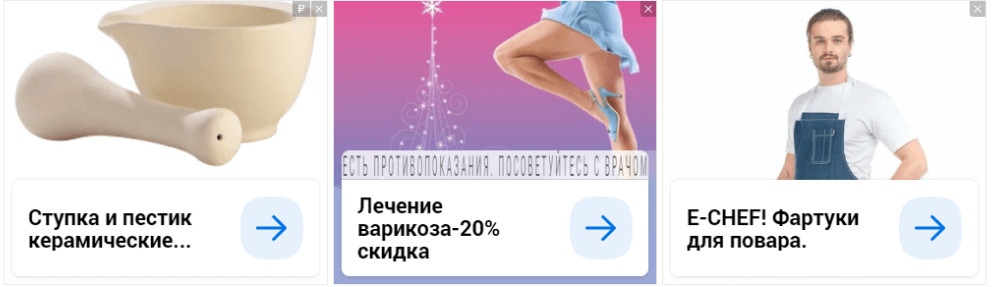 ₽
Ступка и пестик
керамические...
ЕСТЬ ПРОТИВОПОКАЗАНИЯ. ПОСОВЕТУЙТЕСЬ С ВРАЧОМ
Лечение
варикоза-20%
скидка
E-CHEF! Фартуки
для повара.